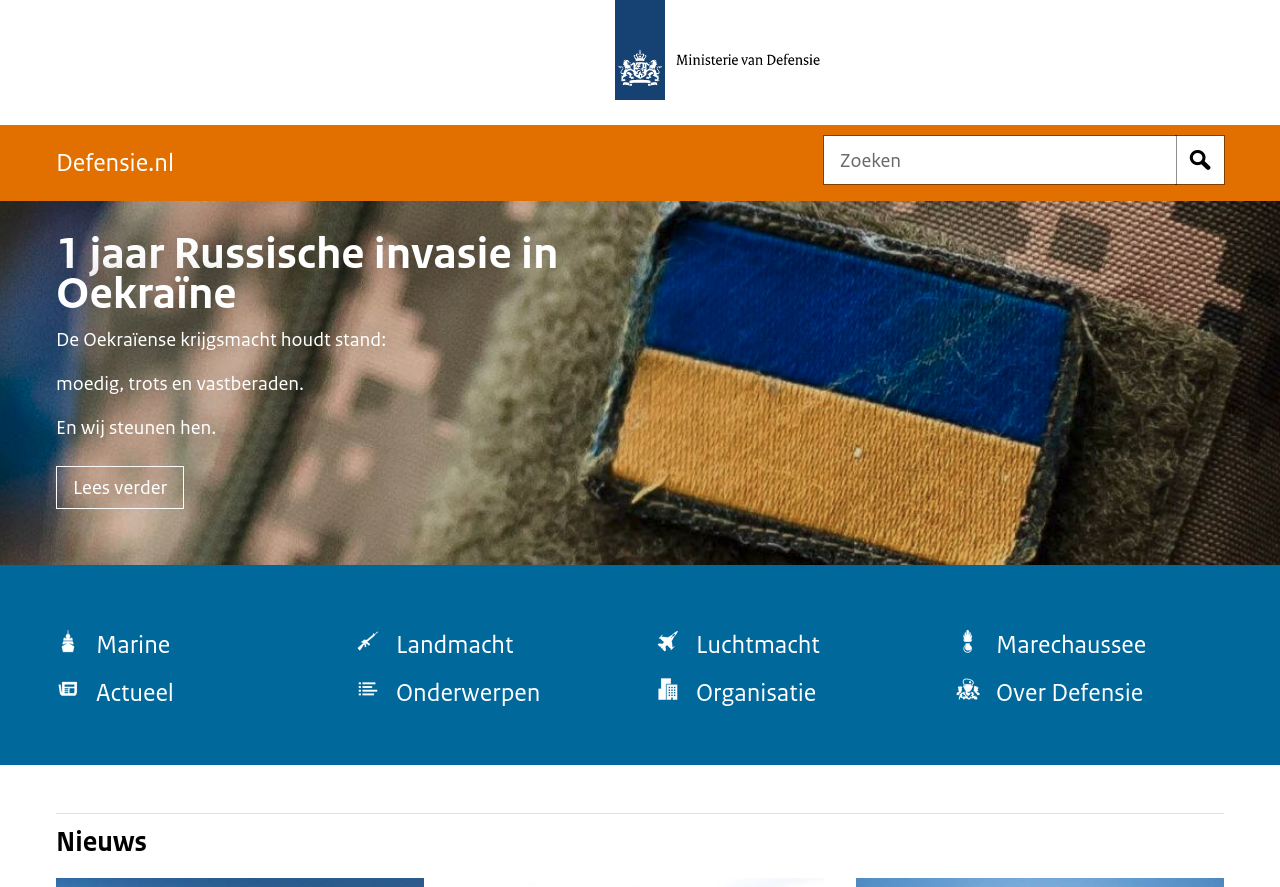 Ministerie van Defensie
Defensie.nl
Zoeken
1 jaar Russische invasie in
Oekraïne
De Oekraïense krijgsmacht houdt stand:
moedig, trots en vastberaden.
En wij steunen hen.
Lees verder
Marine
Landmacht
Luchtmacht
Marechaussee
Actueel
Onderwerpen
Organisatie
Over Defensie
Nieuws